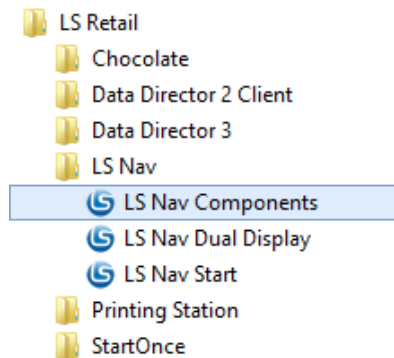 LS Retail
Chocolate
Data Director 2 Client
Data Director 3
LS Nav
LS Nav Components
LS Nav Dual Display
LS Nav Start
Printing Station
StartOnce